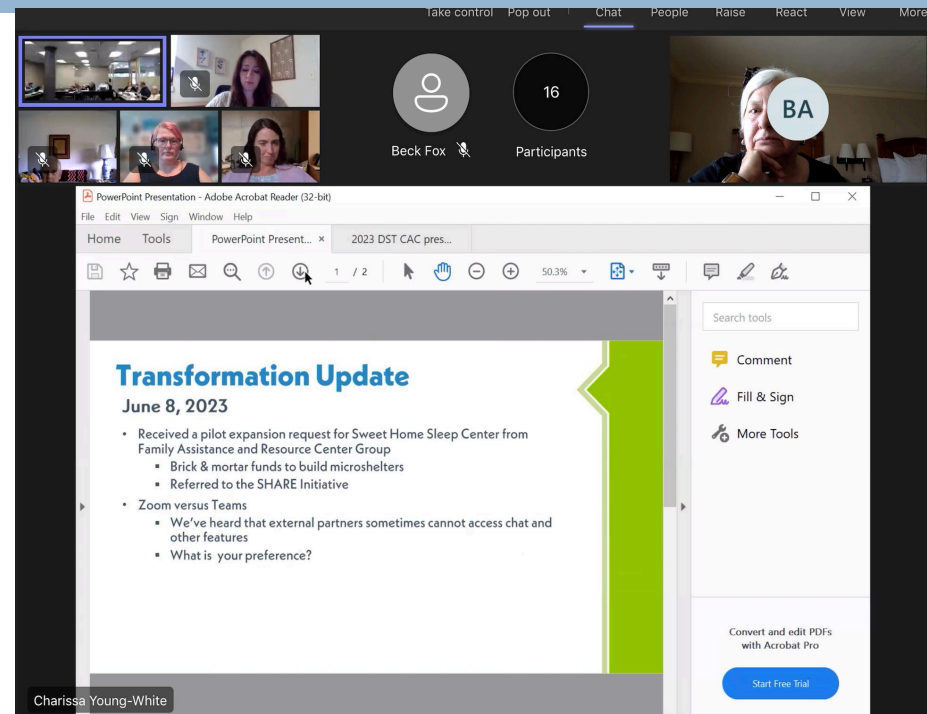 Take control Pop out Chat People Raise React View More
16
BA
Beck Fox Participants
PowerPoint Presentation - Adobe Acrobat Reader (32-bit)
File Edit View Sign Window Help
Home Tools PowerPoint Present... × 2023 DST CAC pres...
1 / 2 50.3%
Search tools
Transformation Update
June 8, 2023
• Received a pilot expansion request for Sweet Home Sleep Center from
Family Assistance and Resource Center Group
▪ Brick & mortar funds to build microshelters
▪ Referred to the SHARE Initiative
• Zoom versus Teams
▪ We've heard that external partners sometimes cannot access chat and
other features
▪ What is your preference?
Comment
Fill & Sign
More Tools
Convert and edit PDFs
with Acrobat Pro
Start Free Trial
Charissa Young-White